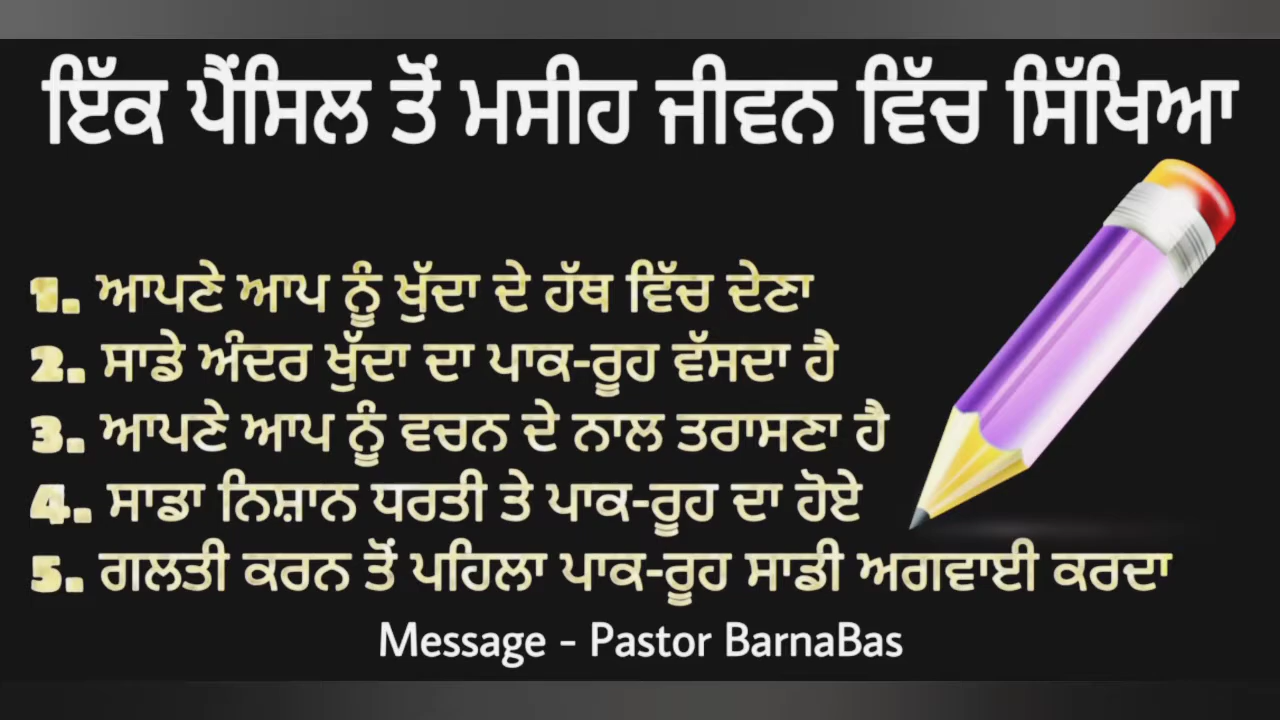 ਇੱਕ ਪੈਂਸਿਲ ਤੋਂ ਮਸੀਹ ਜੀਵਨ ਵਿੱਚ ਸਿੱਖਿਆ
1. ਆਪਣੇ ਆਪ ਨੂੰ ਖੁੱਦਾ ਦੇ ਹੱਥ ਵਿੱਚ ਦੇਣਾ
2. ਸਾਡੇ ਅੰਦਰ ਖੁੱਦਾ ਦਾ ਪਾਕ-ਰੂਹ ਵੱਸਦਾ ਹੈ
3. ਆਪਣੇ ਆਪ ਨੂੰ ਵਚਨ ਦੇ ਨਾਲ ਤਰਾਸਣਾ ਹੈ
4. ਸਾਡਾ ਨਿਸ਼ਾਨ ਧਰਤੀ ਤੇ ਪਾਕ-ਰੂਹ ਦਾ ਹੋਏ
5. ਗਲਤੀ ਕਰਨ ਤੋਂ ਪਹਿਲਾ ਪਾਕ-ਰੂਹ ਸਾਡੀ ਅਗਵਾਈ ਕਰਦਾ
Message - Pastor BarnaBas